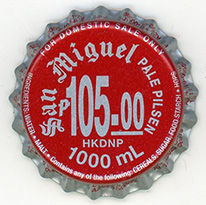 FOR DOMESTIC SALE ONLY
San Miguel
PALE PILSEN
₱105.00
HKDNP
1000 mL
INGREDIENTS: WATER • MALT • Contains any of the following: CEREALS, SUGAR, FOOD STARCH • HOPS